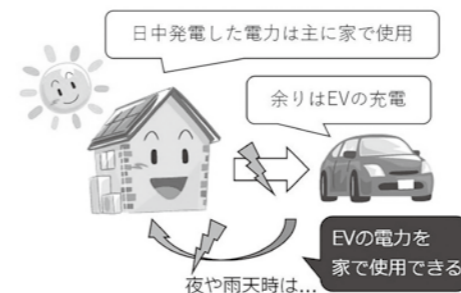 日中発電した電力は主に家で使用
余りはEVの充電
EVの電力を
家で使用できる
夜や雨天時は…